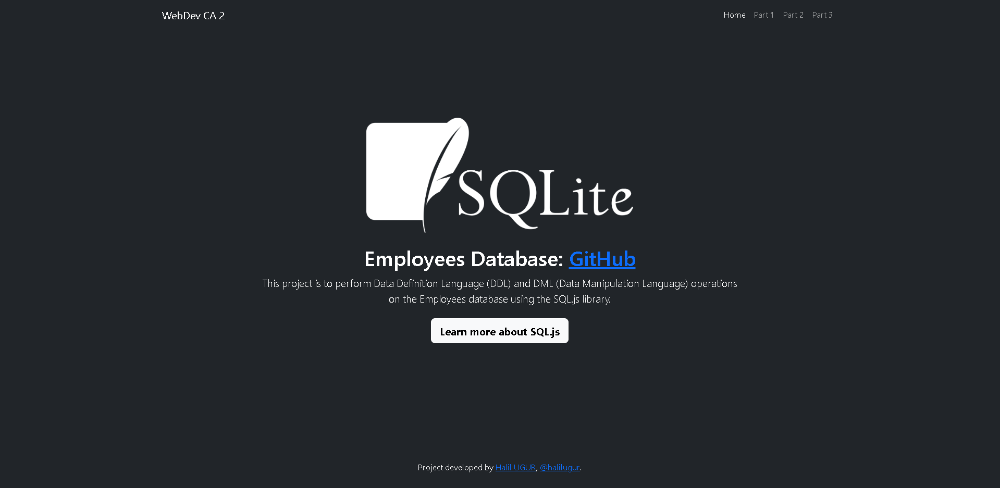 WebDev CA 2
Home Part 1 Part 2 Part 3
SQLite
Employees Database: GitHub
This project is to perform Data Definition Language (DDL) and DML (Data Manipulation Language) operations
on the Employees database using the SQL.js library.
Learn more about SQL.js
Project developed by Halil UGUR, @halilugur.